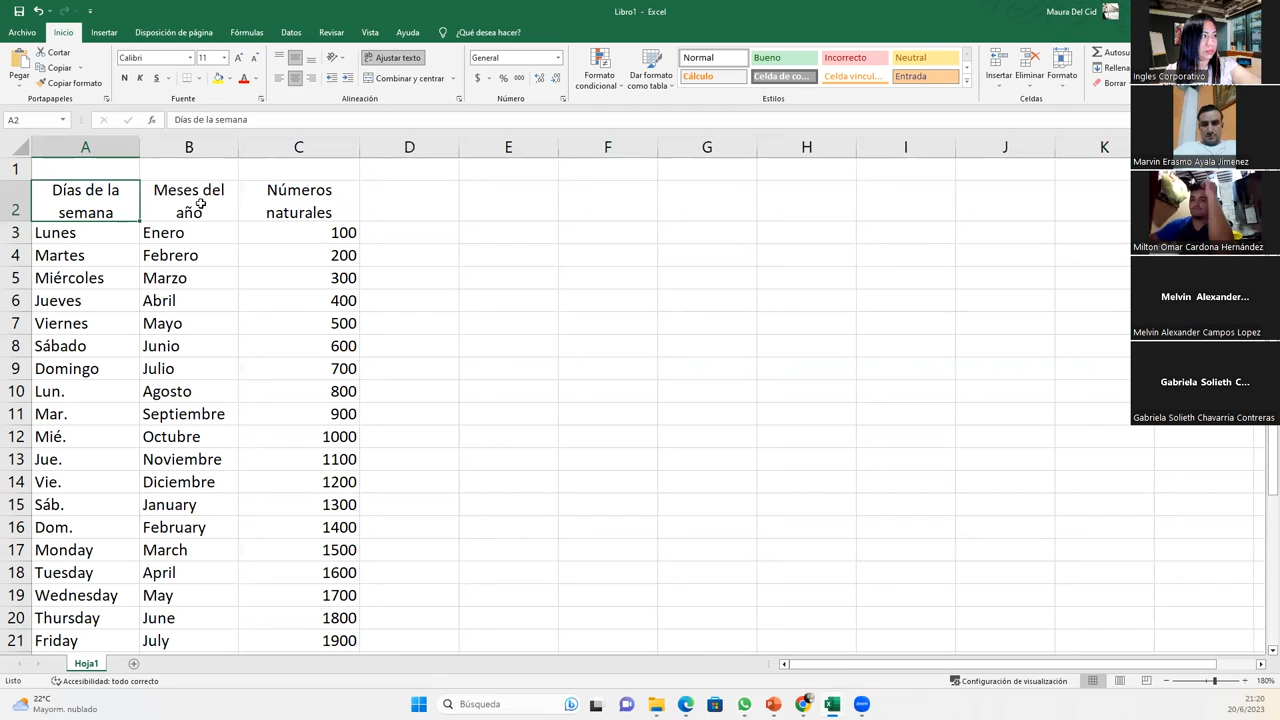 Libro1 - Excel
Maura Del Cid
Archivo Inicio Insertar Disposición de página Fórmulas Datos Revisar Vista Ayuda ¿Qué desea hacer?
Pegar
Cortar
Copiar
Copiar formato
Portapapeles
Calibri 11
N K S
Fuente
Ajustar texto
Combinar y centrar
Alineación
General
$ % 000
Número
Formato condicional
Dar formato como tabla
Normal Bueno Incorrecto Neutral
Cálculo Celda de co... Celda vincul... Entrada
Estilos
Insertar Eliminar Formato
Celdas
Autosu
Rellena
Borrar
A2
fx
Días de la semana
A B C D E F G H I J K
1
2 Días de la semana Meses del año Números naturales
3 Lunes Enero 100
4 Martes Febrero 200
5 Miércoles Marzo 300
6 Jueves Abril 400
7 Viernes Mayo 500
8 Sábado Junio 600
9 Domingo Julio 700
10 Lun. Agosto 800
11 Mar. Septiembre 900
12 Mié. Octubre 1000
13 Jue. Noviembre 1100
14 Vie. Diciembre 1200
15 Sáb. January 1300
16 Dom. February 1400
17 Monday March 1500
18 Tuesday April 1600
19 Wednesday May 1700
20 Thursday June 1800
21 Friday July 1900
Hoja1
Listo
Accesibilidad: todo correcto
Configuración de visualización
180%
22°C
Mayorm. nublado
Búsqueda
21:20
20/6/2023
Ingles Corporativo
Marvin Erasmo Ayala Jimenez
Milton Omar Cardona Hernández
Melvin Alexander...
Melvin Alexander Campos Lopez
Gabriela Solieth C...
Gabriela Solieth Chavarria Contreras